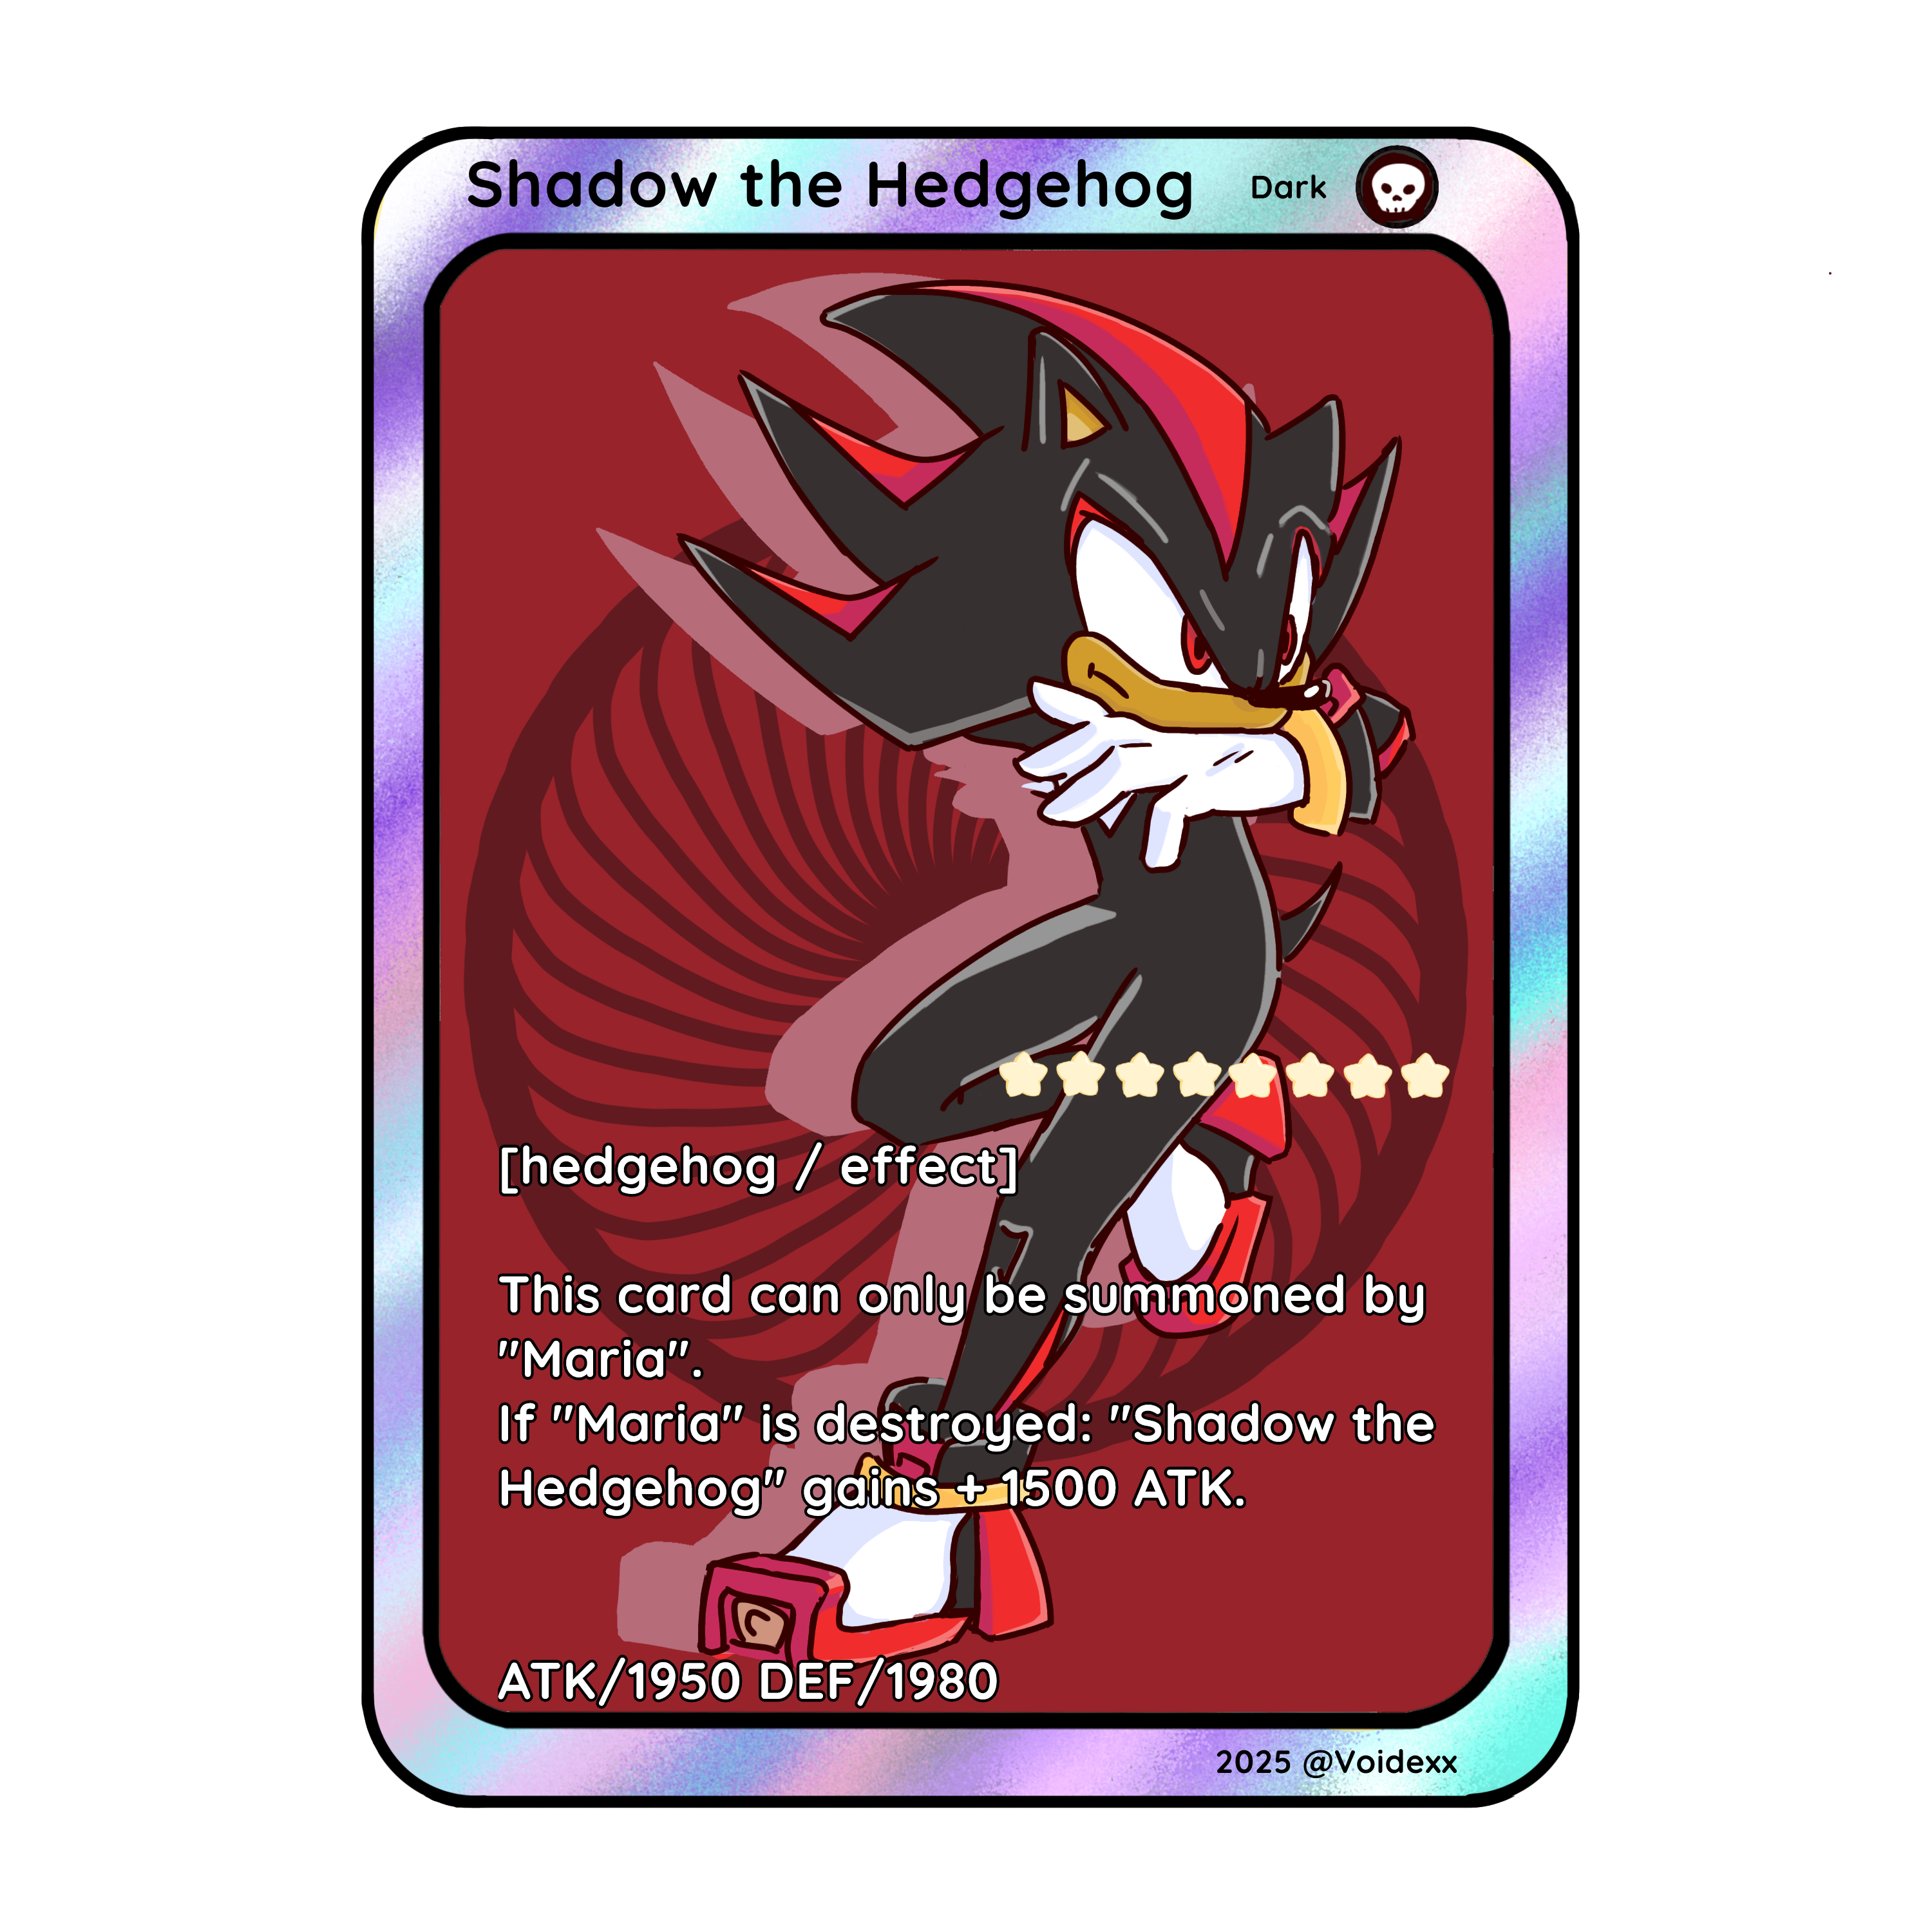 Shadow the Hedgehog Dark
[hedgehog / effect]
This card can only be summoned by
"Maria".
If "Maria" is destroyed: "Shadow the
Hedgehog" gains + 1500 ATK.
ATK/1950 DEF/1980
2025 @Voidexx